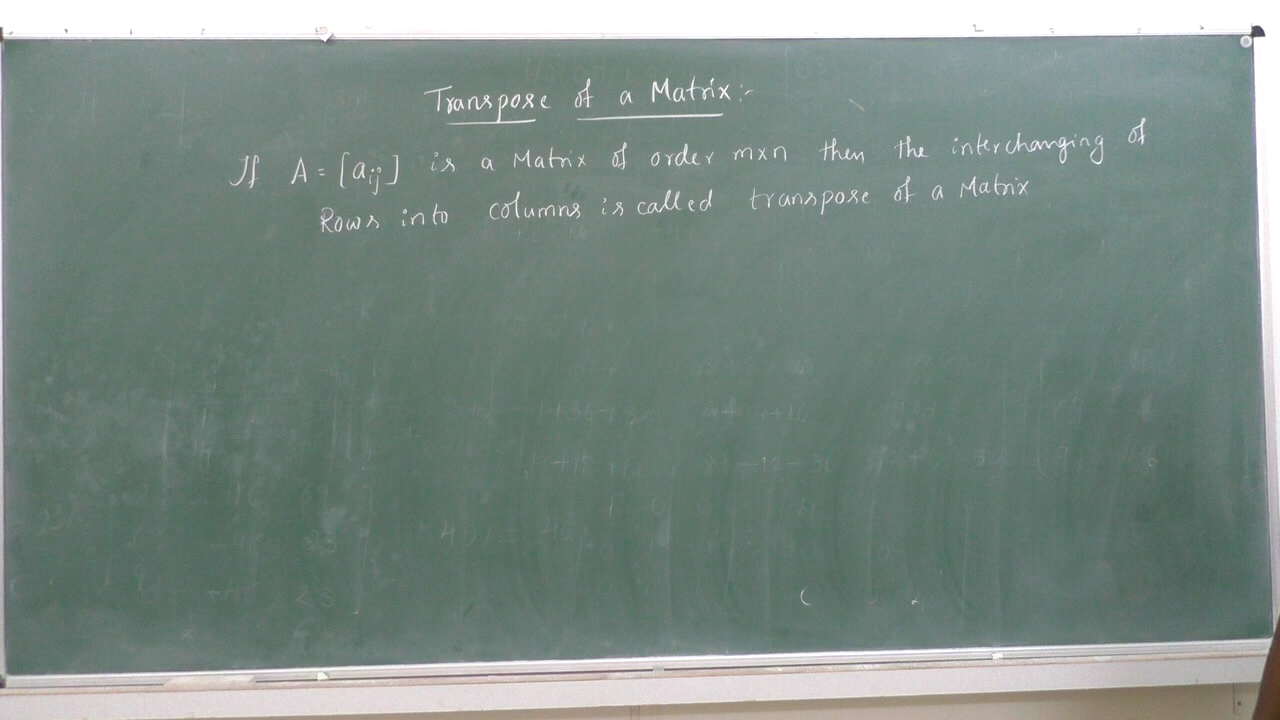 Transpose of a Matrix:-
If A = [aij] is a Matrix of order m×n then the interchanging of
Rows into columns is called transpose of a Matrix